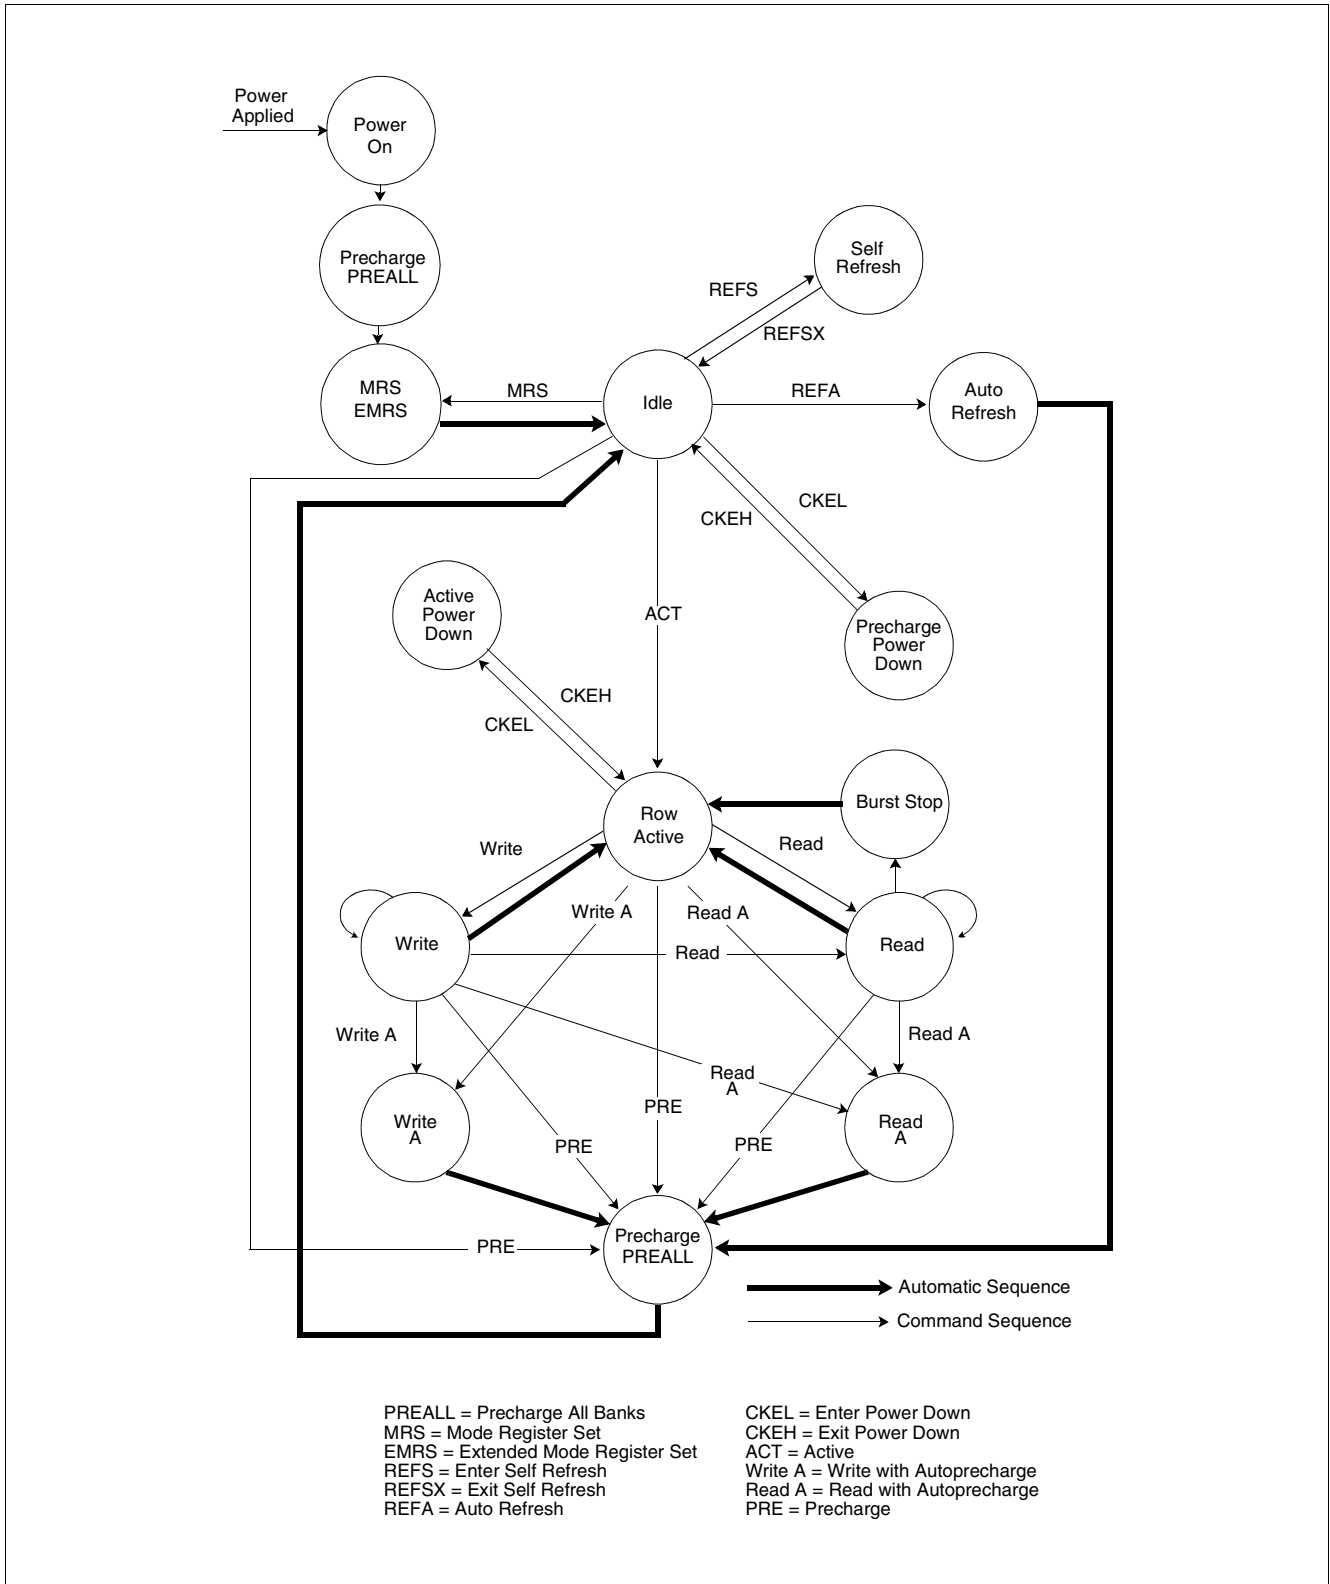 Power
Applied
Power
On
Precharge
PREALL
Self
Refresh
REFS
REFSX
MRS
EMRS
MRS
Idle
REFA
Auto
Refresh
CKEL
CKEH
Active
Power
Down
ACT
Precharge
Power
Down
CKEH
CKEL
Row
Active
Burst Stop
Write
Read
Write A
Read A
Write
Read
Read
Write A
Read A
Read
A
Write
A
PRE
Read
A
PRE
PRE
Precharge
PREALL
PRE
Automatic Sequence
Command Sequence
PREALL = Precharge All Banks
MRS = Mode Register Set
EMRS = Extended Mode Register Set
REFS = Enter Self Refresh
REFSX = Exit Self Refresh
REFA = Auto Refresh
CKEL = Enter Power Down
CKEH = Exit Power Down
ACT = Active
Write A = Write with Autoprecharge
Read A = Read with Autoprecharge
PRE = Precharge